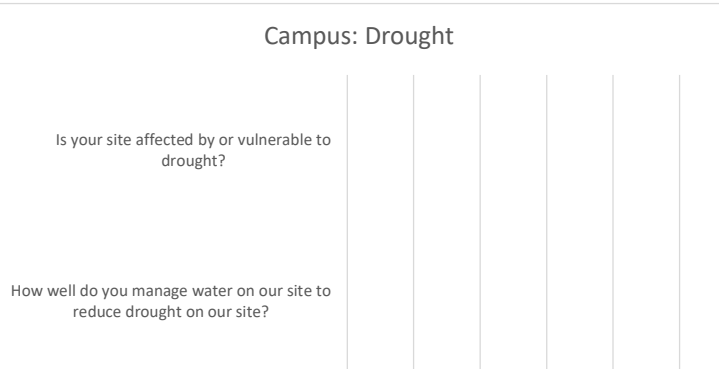 Campus: Drought
Is your site affected by or vulnerable to
drought?
How well do you manage water on our site to
reduce drought on our site?